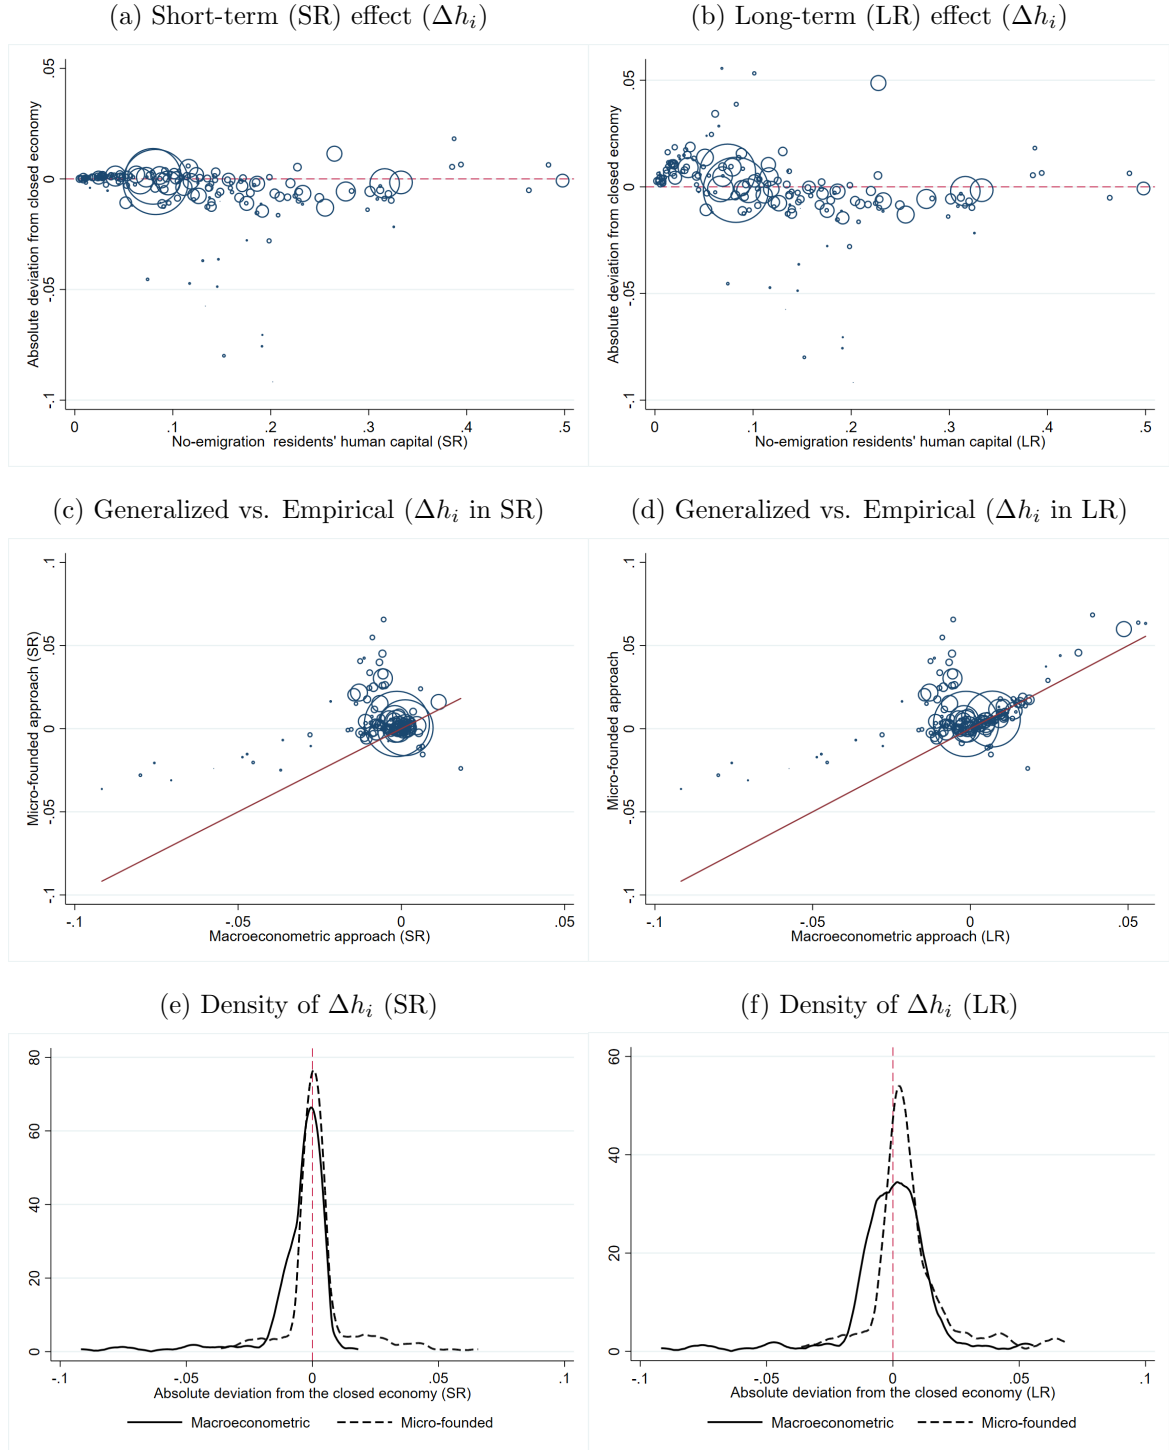 (a) Short-term (SR) effect (Δhᵢ)
(b) Long-term (LR) effect (Δhᵢ)
Absolute deviation from closed economy
.05
0
-.05
-.1
0 .1 .2 .3 .4 .5
No-emigration residents' human capital (SR)
Absolute deviation from closed economy
.05
0
-.05
-.1
0 .1 .2 .3 .4 .5
No-emigration residents' human capital (LR)
(c) Generalized vs. Empirical (Δhᵢ in SR)
(d) Generalized vs. Empirical (Δhᵢ in LR)
Micro-founded approach (SR)
.1
.05
0
-.05
-.1
-.1 -.05 0 .05
Macroeconometric approach (SR)
Micro-founded approach
.1
.05
0
-.05
-.1
-.1 -.05 0 .05
Macroeconometric approach (LR)
(e) Density of Δhᵢ (SR)
(f) Density of Δhᵢ (LR)
80
60
40
20
0
-.1 -.05 0 .05 .1
Absolute deviation from the closed economy (SR)
Macroeconometric Micro-founded
60
40
20
0
-.1 -.05 0 .05 .1
Absolute deviation from the closed economy (LR)
Macroeconometric Micro-founded